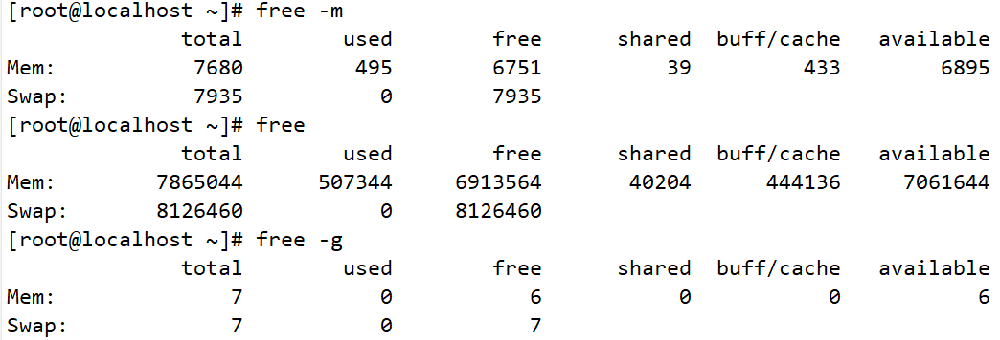 [root@localhost ~]# free -m
              total        used        free      shared  buff/cache   available
Mem:           7680         495        6751          39         433        6895
Swap:          7935           0        7935
[root@localhost ~]# free
              total        used        free      shared  buff/cache   available
Mem:        7865044      507344     6913564       40204      444136     7061644
Swap:       8126460           0     8126460
[root@localhost ~]# free -g
              total        used        free      shared  buff/cache   available
Mem:              7           0           6           0           0           6
Swap:             7           0           7